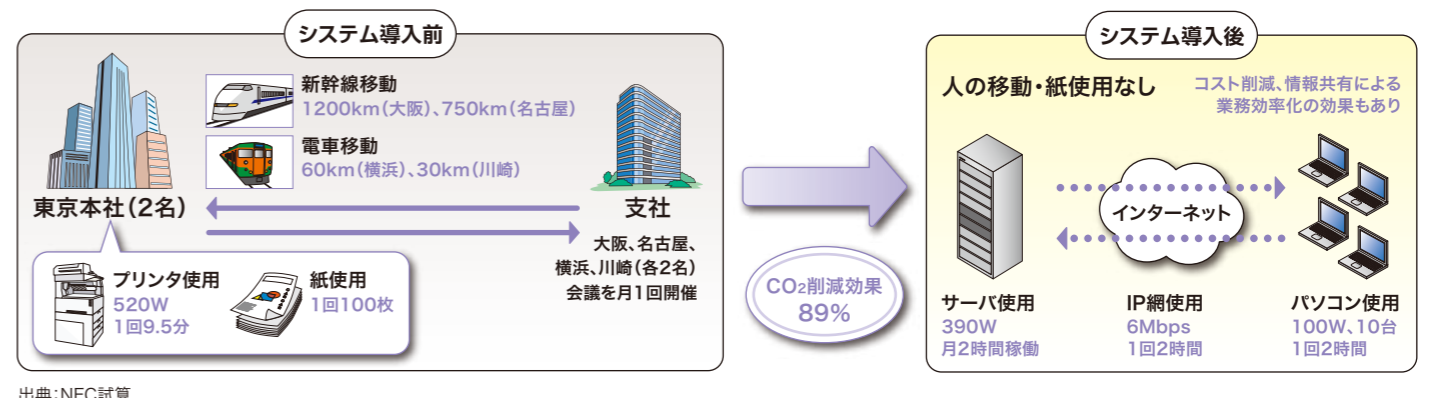 システム導入前
新幹線移動
1200km(大阪)、750km(名古屋)
電車移動
60km(横浜)、30km(川崎)
東京本社(2名)
支社
大阪、名古屋、
横浜、川崎(各2名)
会議を月1回開催
プリンタ使用
520W
1回9.5分
紙使用
1回100枚
CO2削減効果
89%
システム導入後
人の移動・紙使用なし
コスト削減、情報共有による
業務効率化の効果もあり
インターネット
サーバ使用
390W
月2時間稼働
IP網使用
6Mbps
1回2時間
パソコン使用
100W、10台
1回2時間
出典:NEC試算